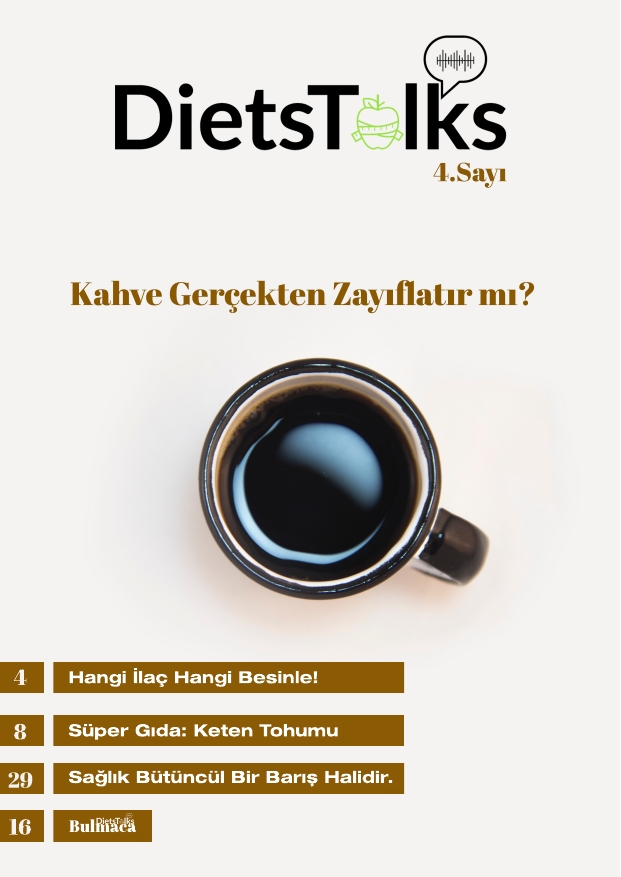 DietsTalks
4.Sayı
Kahve Gerçekten Zayıflatır mı?
4 Hangi İlaç Hangi Besinle!
8 Süper Gıda: Keten Tohumu
29 Sağlık Bütüncül Bir Barış Halidir.
16 Bulmaca
DietsTalks